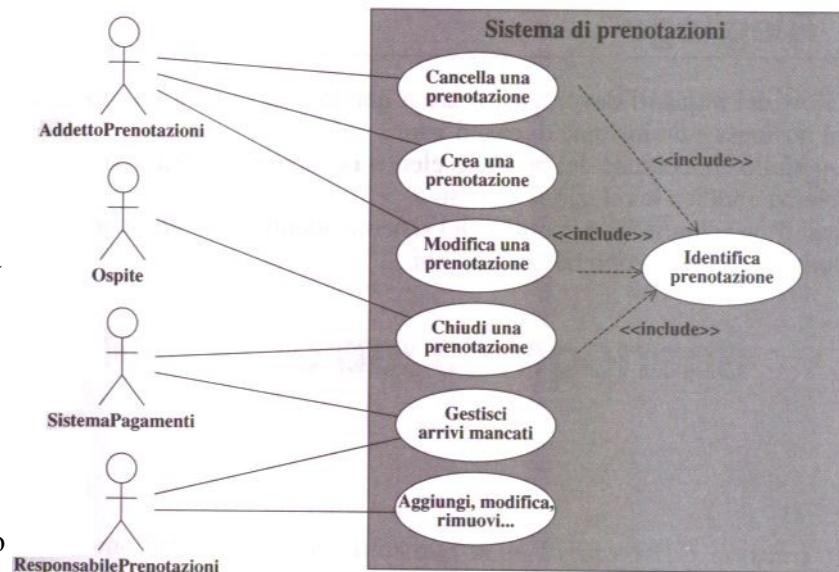 Sistema di prenotazioni
Cancella una
prenotazione
AddettoPrenotazioni
<<include>>
Crea una
prenotazione
<<include>>
Modifica una
prenotazione
Identifica
prenotazione
Ospite
<<include>>
Chiudi una
prenotazione
SistemaPagamenti
Gestisci
arrivi mancati
Aggiungi, modifica,
rimuovi...
ResponsabilePrenotazioni